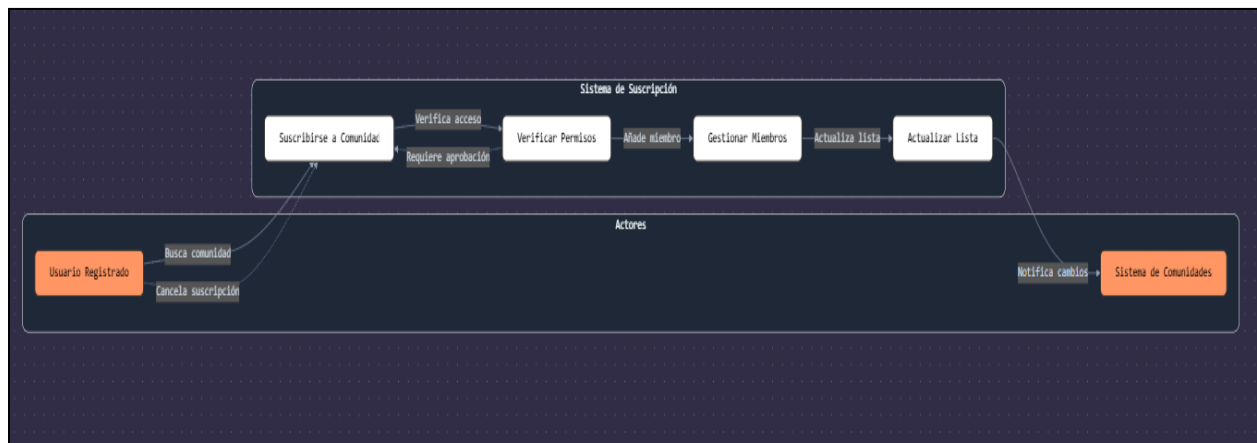 Sistema de Suscripción
Suscribirse a Comunidad
Verifica acceso
Requiere aprobación
Verificar Permisos
Añade miembro
Gestionar Miembros
Actualiza lista
Actualizar Lista
Actores
Usuario Registrado
Busca comunidad
Cancela suscripción
Notifica cambios
Sistema de Comunidades